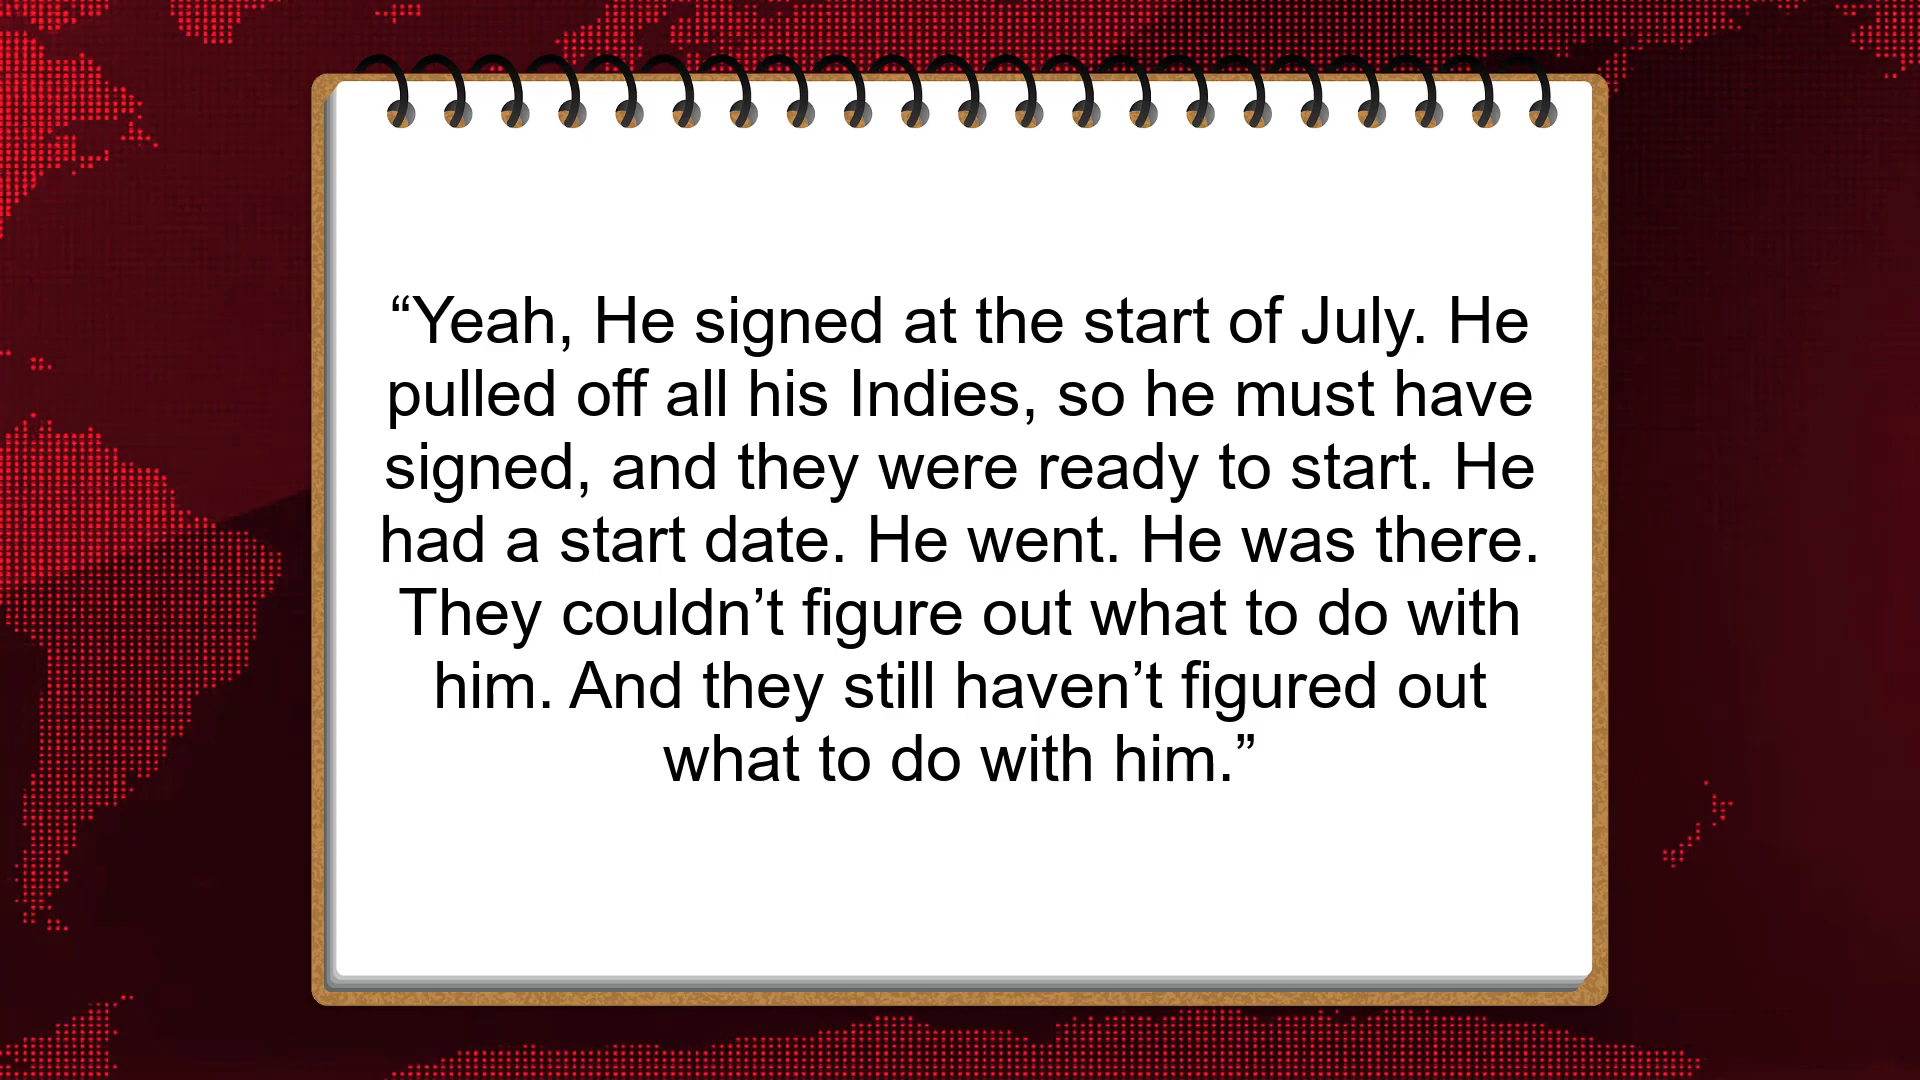 “Yeah, He signed at the start of July. He
pulled off all his Indies, so he must have
signed, and they were ready to start. He
had a start date. He went. He was there.
They couldn’t figure out what to do with
him. And they still haven’t figured out
what to do with him.”